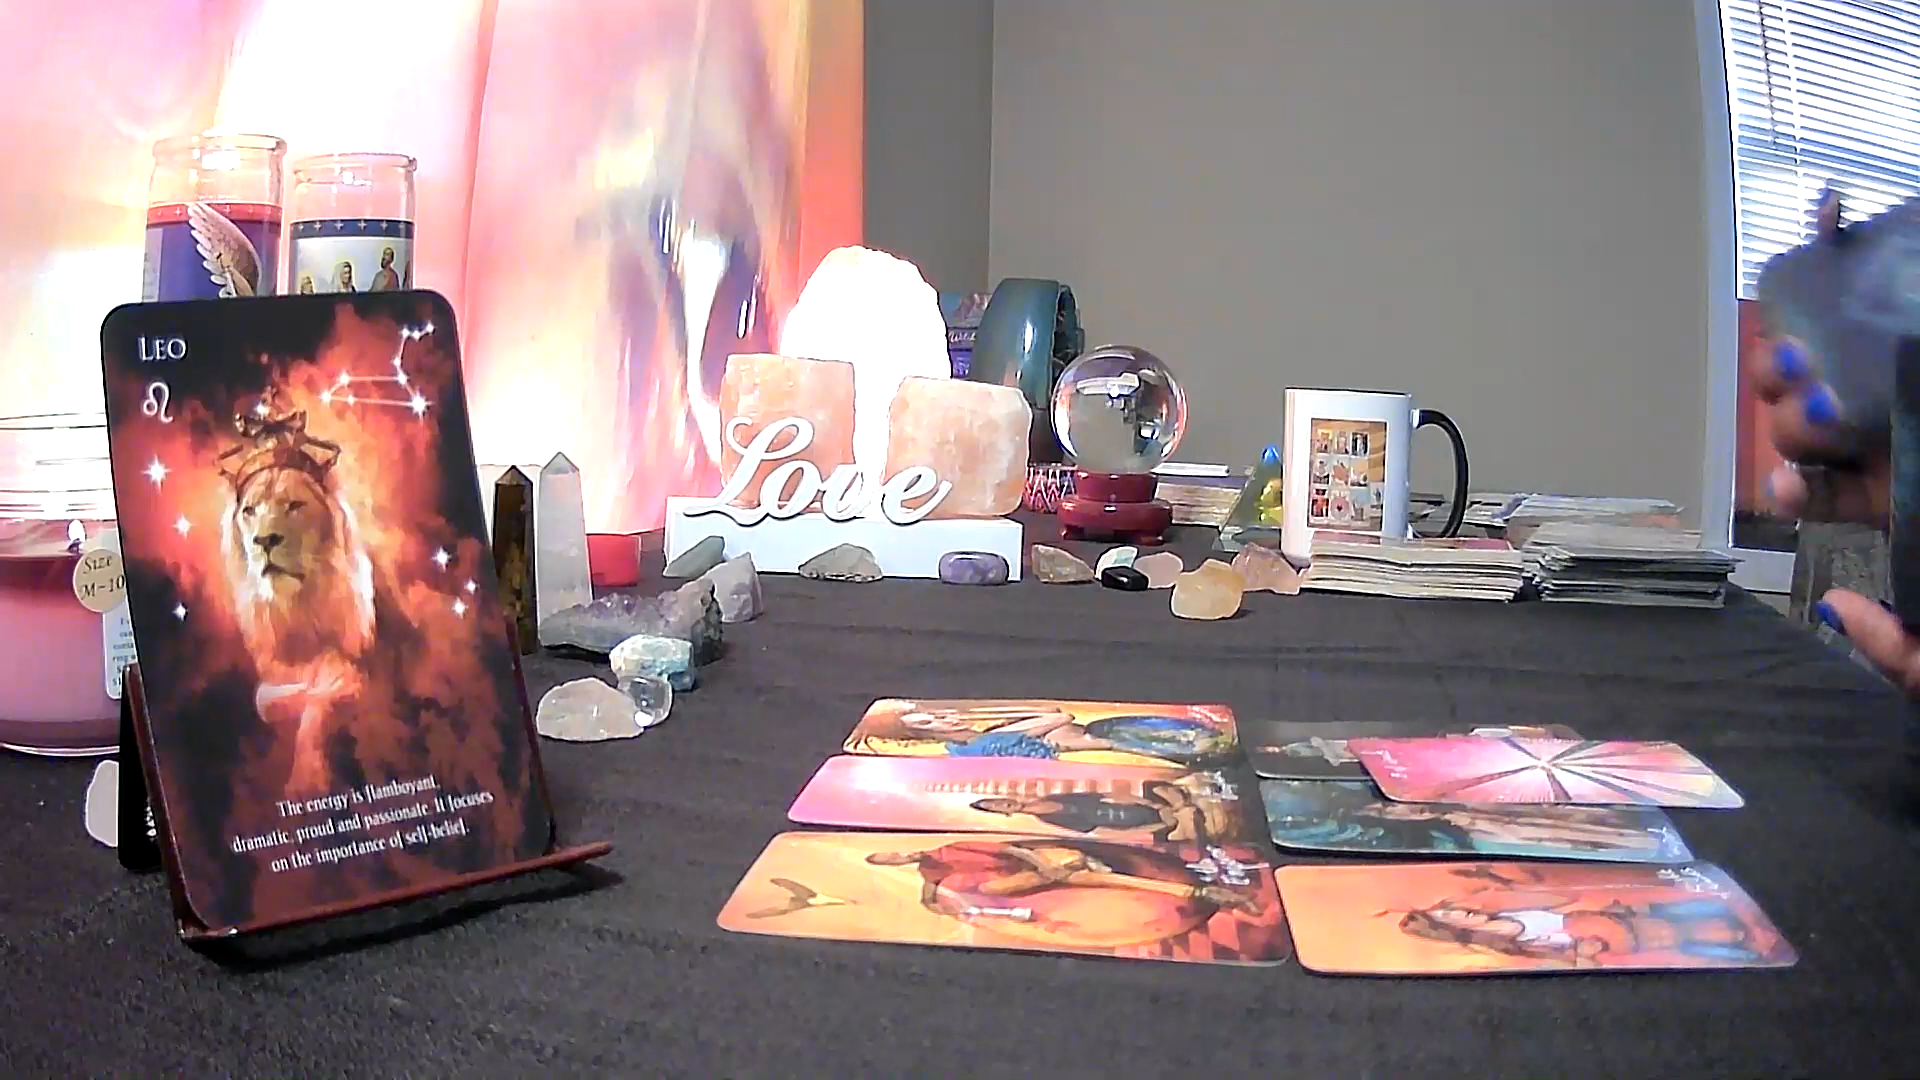 LEO
♌
The energy is flamboyant,
dramatic, proud and passionate. It focuses
on the importance of self-belief.
Size
M-10
Love